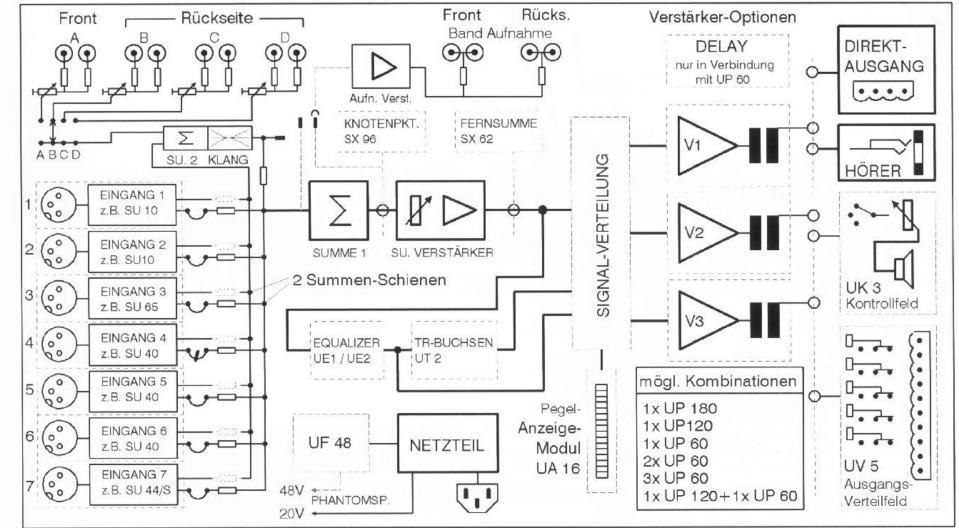 Front
Rückseite
A
B
C
D
A B C D
Σ
SU. 2 KLANG
Front Rücks.
Band Aufnahme
Aufn. Verst.
KNOTENPKT.
SX 96
FERNSUMME
SX 62
Verstärker-Optionen
DELAY
nur in Verbindung
mit UP 60
DIREKT-
AUSGANG
HÖRER
1
EINGANG 1
z.B. SU 10
2
EINGANG 2
z.B. SU10
3
EINGANG 3
z.B. SU 65
4
EINGANG 4
z.B. SU 40
5
EINGANG 5
z.B. SU 40
6
EINGANG 6
z.B. SU 40
7
EINGANG 7
z.B. SU 44/S
Σ
SUMME 1
SU. VERSTÄRKER
2 Summen-Schienen
SIGNAL-VERTEILUNG
V1
V2
V3
UK 3
Kontrollfeld
EQUALIZER
UE1 / UE2
TR-BUCHSEN
UT 2
UF 48
NETZTEIL
48V
PHANTOMSP.
20V
Pegel-
Anzeige-
Modul
UA 16
mögl. Kombinationen
1x UP 180
1x UP120
1x UP 60
2x UP 60
3x UP 60
1x UP 120+1x UP 60
UV 5
Ausgangs-
Verteilfeld